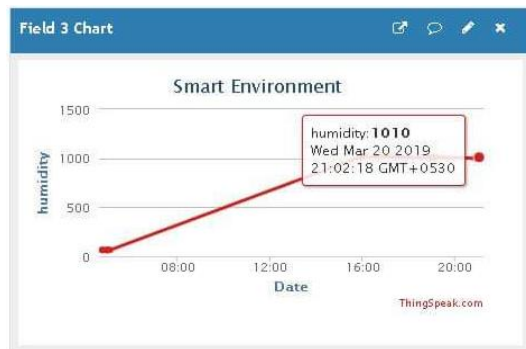 Field 3 Chart
Smart Environment
humidity
1500
1000
500
0
humidity: 1010
Wed Mar 20 2019
21:02:18 GMT+0530
08:00 12:00 16:00 20:00
Date
ThingSpeak.com